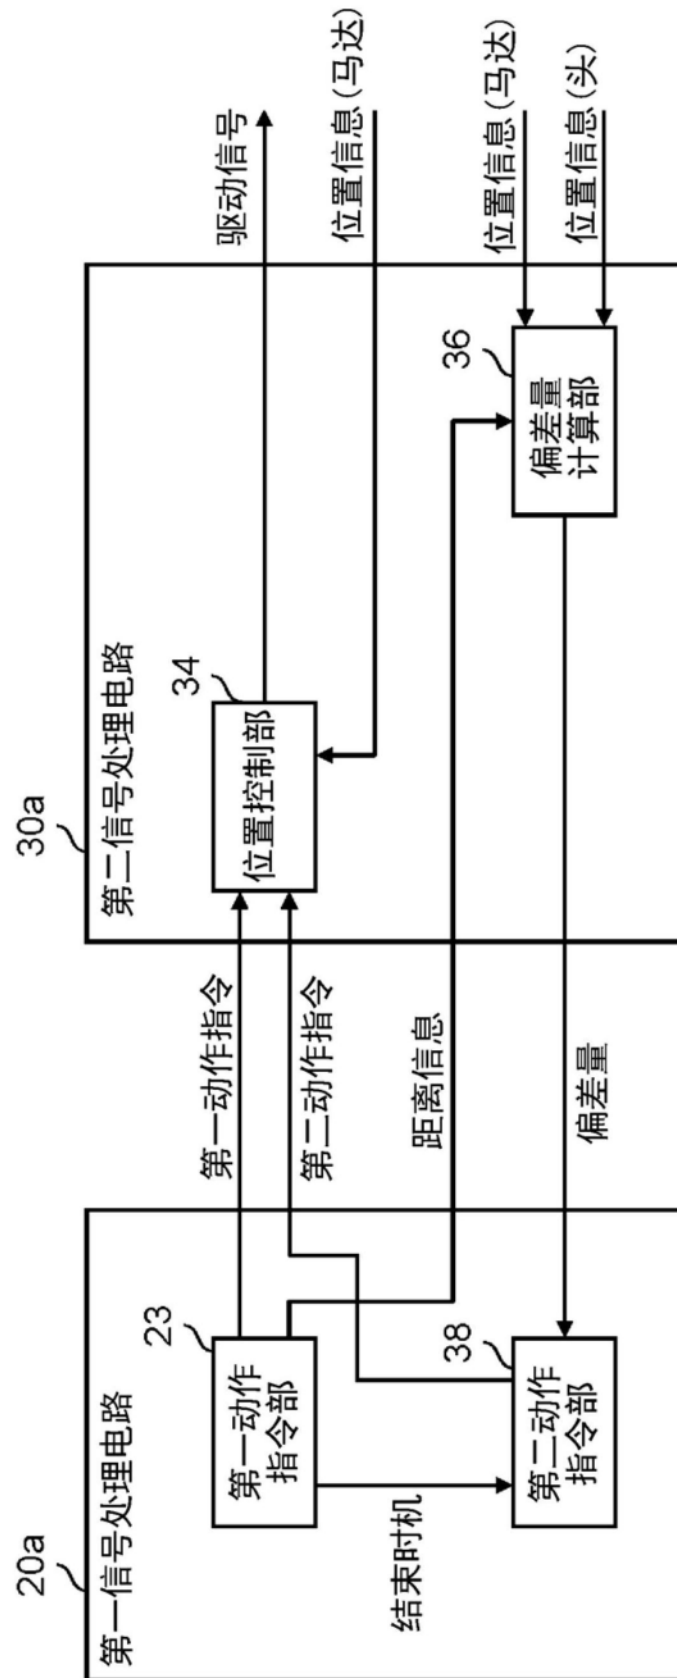 20a
第一信号处理电路
23
第一动作
指令部
结束时机
38
第二动作
指令部
第一动作指令
第二动作指令
距离信息
偏差量
30a
第二信号处理电路
34
位置控制部
36
偏差量
计算部
驱动信号
位置信息(马达)
位置信息(马达)
位置信息(头)